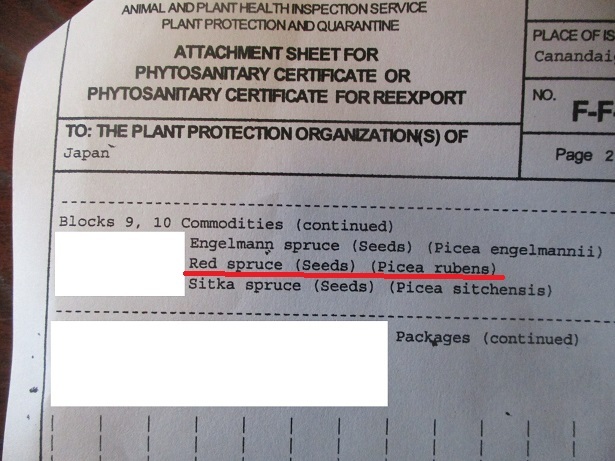 ANIMAL AND PLANT HEALTH INSPECTION SERVICE
PLANT PROTECTION AND QUARANTINE
ATTACHMENT SHEET FOR
PHYTOSANITARY CERTIFICATE OR
PHYTOSANITARY CERTIFICATE FOR REEXPORT
PLACE OF IS
Canandai
NO.
F-F
Page 2
TO: THE PLANT PROTECTION ORGANIZATION(S) OF
Japan
Blocks 9, 10 Commodities (continued)
Engelmann spruce (Seeds) (Picea engelmannii)
Red spruce (Seeds) (Picea rubens)
Sitka spruce (Seeds) (Picea sitchensis)
Packages (continued)